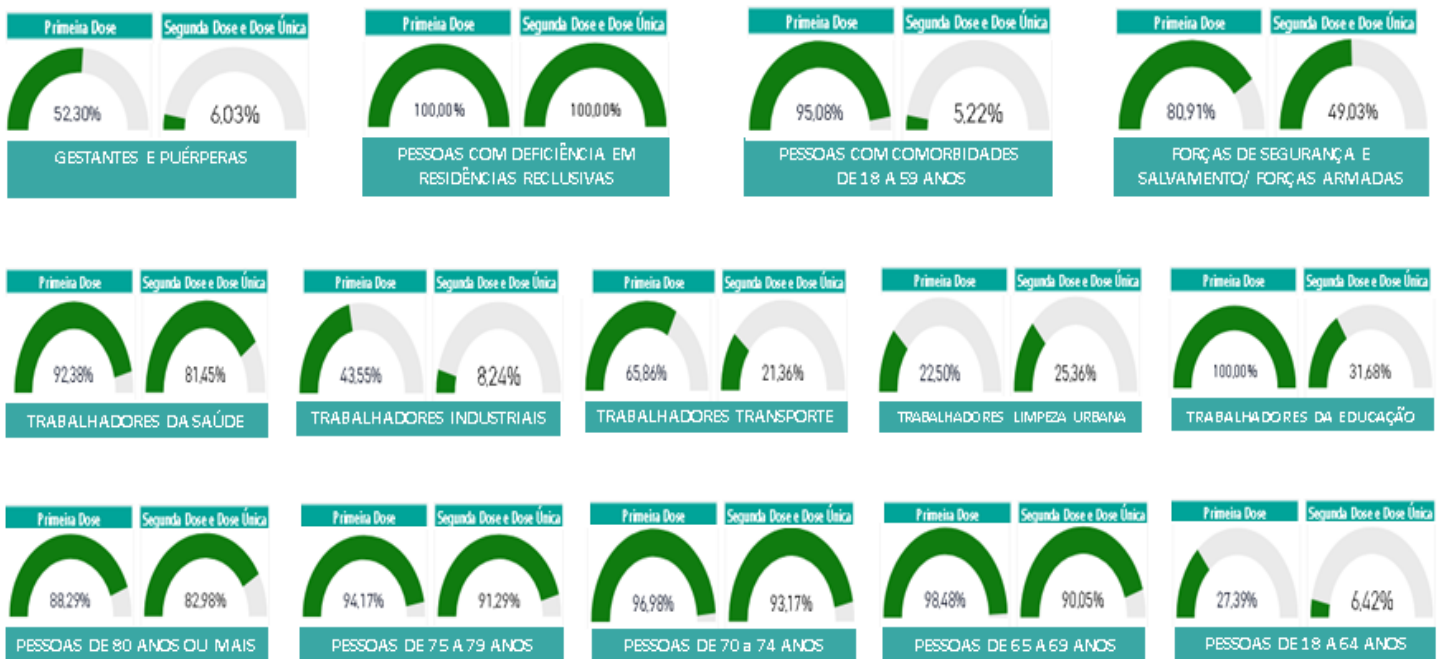 Primeira Dose
Segunda Dose e Dose Única
52,30%
6,03%
GESTANTES E PUÉRPERAS
Primeira Dose
Segunda Dose e Dose Única
100,00%
100,00%
PESSOAS COM DEFICIÊNCIA EM
RESIDÊNCIAS RECLUSIVAS
Primeira Dose
Segunda Dose e Dose Única
95,08%
5,22%
PESSOAS COM COMORBIDADES
DE 18 A 59 ANOS
Primeira Dose
Segunda Dose e Dose Única
80,91%
49,03%
FORÇAS DE SEGURANÇA E
SALVAMENTO/ FORÇAS ARMADAS
Primeira Dose
Segunda Dose e Dose Única
92,38%
81,45%
TRABALHADORES DA SAÚDE
Primeira Dose
Segunda Dose e Dose Única
43,55%
8,24%
TRABALHADORES INDUSTRIAIS
Primeira Dose
Segunda Dose e Dose Única
65,86%
21,36%
TRABALHADORES TRANSPORTE
Primeira Dose
Segunda Dose e Dose Única
22,50%
25,36%
TRABALHADORES LIMPEZA URBANA
Primeira Dose
Segunda Dose e Dose Única
100,00%
31,68%
TRABALHADORES DA EDUCAÇÃO
Primeira Dose
Segunda Dose e Dose Única
88,29%
82,98%
PESSOAS DE 80 ANOS OU MAIS
Primeira Dose
Segunda Dose e Dose Única
94,17%
91,29%
PESSOAS DE 75 A 79 ANOS
Primeira Dose
Segunda Dose e Dose Única
96,98%
93,17%
PESSOAS DE 70 a 74 ANOS
Primeira Dose
Segunda Dose e Dose Única
98,48%
90,05%
PESSOAS DE 65 A 69 ANOS
Primeira Dose
Segunda Dose e Dose Única
27,39%
6,42%
PESSOAS DE 18 A 64 ANOS